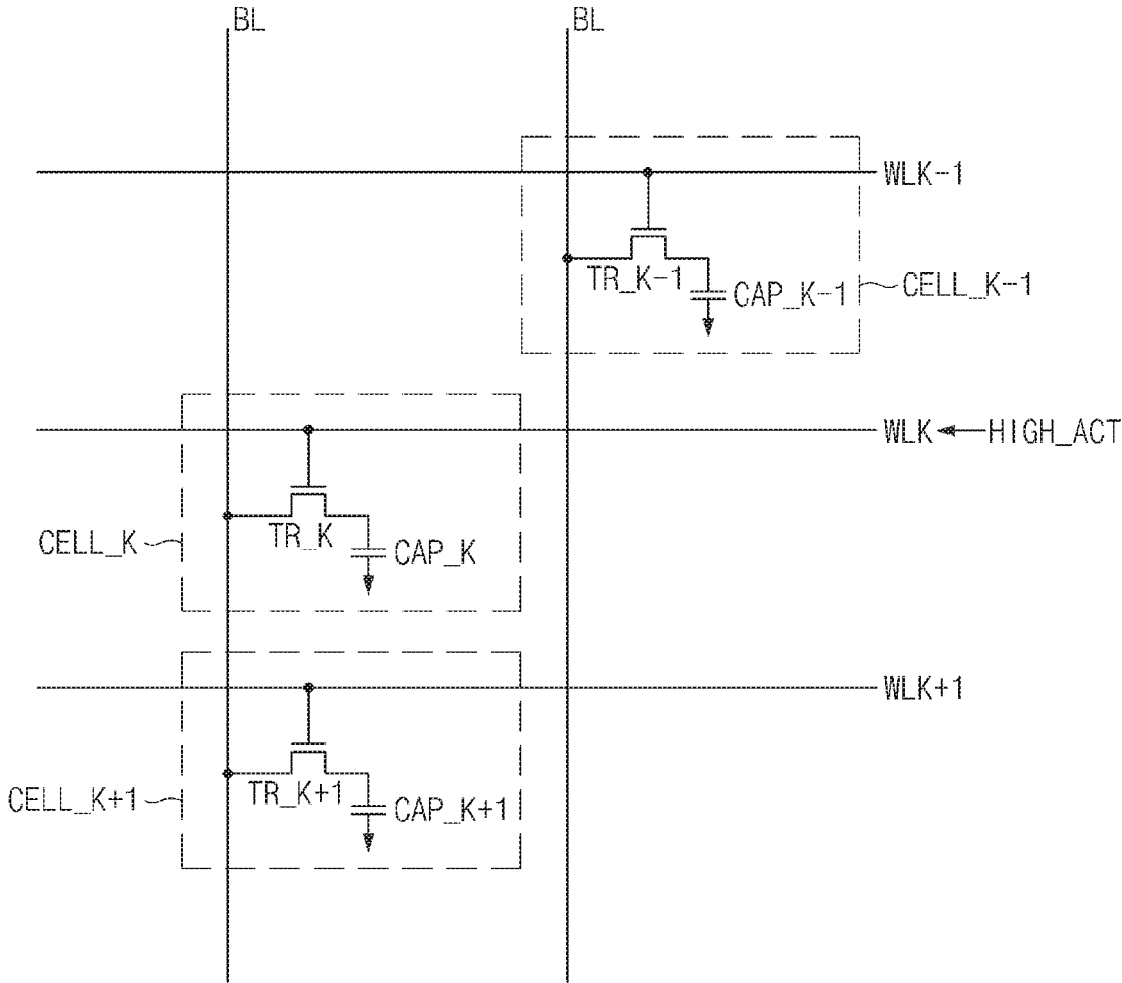 BL
BL
WLK-1
TR_K-1
CAP_K-1
CELL_K-1
WLK
HIGH_ACT
TR_K
CELL_K
CAP_K
WLK+1
TR_K+1
CELL_K+1
CAP_K+1